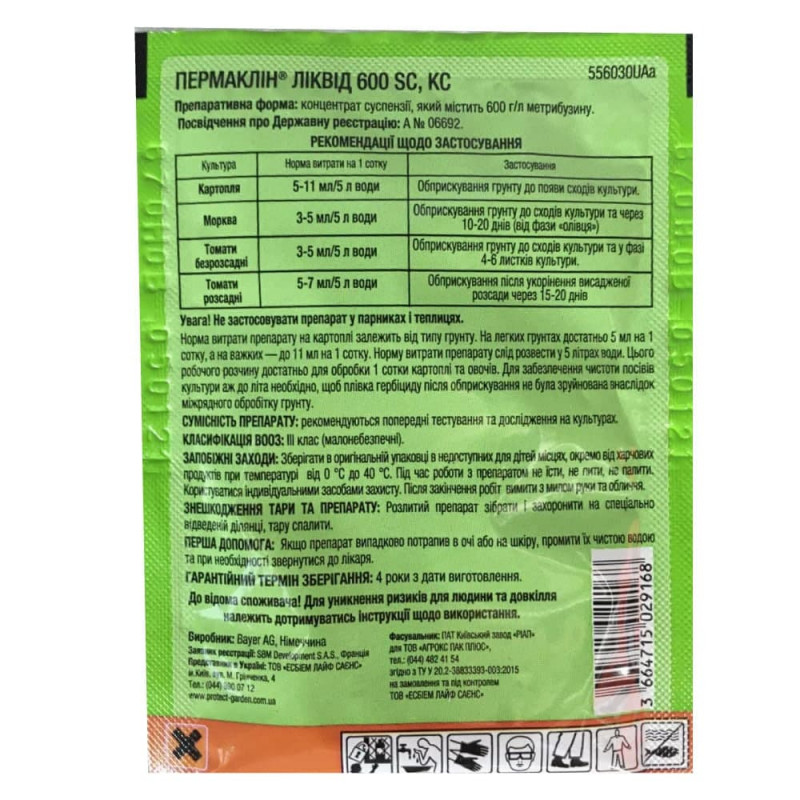 ПЕРМАКЛІН® ЛІКВІД 600 SC, КС
556030UAa
Препаративна форма: концентрат суспензії, який містить 600 г/л метрибузину.
Посвідчення про Державну реєстрацію: А № 06692.
РЕКОМЕНДАЦІЇ ЩОДО ЗАСТОСУВАННЯ
Культура Норма витрати на 1 сотку Застосування
Картопля 5-11 мл/5 л води Обприскування грунту до появи сходів культури.
Морква 3-5 мл/5 л води Обприскування грунту до сходів культури та через
10-20 днів (від фази «олівця»)
Томати безрозсадні 3-5 мл/5 л води Обприскування грунту до сходів культури та у фазі
4-6 листків культури.
Томати розсадні 5-7 мл/5 л води Обприскування після укорінення висадженої
розсади через 15-20 днів
Увага! Не застосовувати препарат у парниках і теплицях.
Норма витрати препарату на картоплі залежить від типу грунту. На легких грунтах достатньо 5 мл на 1
сотку, а на важких — до 11 мл на 1 сотку. Норму витрати препарату слід розвести у 5 літрах води. Цього
робочого розчину достатньо для обробки 1 сотки картоплі та овочів. Для забезпечення чистоти посівів
культури аж до літа необхідно, щоб плівка гербіциду після обприскування не була зруйнована внаслідок
міжрядного обробітку грунту.
СУМІСНІСТЬ ПРЕПАРАТУ: рекомендуються попередні тестування та дослідження на культурах.
КЛАСИФІКАЦІЯ ВООЗ: III клас (малонебезпечні).
ЗАПОБІЖНІ ЗАХОДИ: Зберігати в оригінальній упаковці в недоступних для дітей місцях, окремо від харчових
продуктів при температурі від 0 °С до 40 °С. Під час роботи з препаратом не їсти, не пити, не палити.
Користуватися індивідуальними засобами захисту. Після закінчення робіт вимити з милом руки та обличчя.
ЗНЕШКОДЖЕННЯ ТАРИ ТА ПРЕПАРАТУ: Розлитий препарат зібрати і захоронити на спеціально
відведеній ділянці, тару спалити.
ПЕРША ДОПОМОГА: Якщо препарат випадково потрапив в очі або на шкіру, промити їх чистою водою
та при необхідності звернутися до лікаря.
ГАРАНТІЙНИЙ ТЕРМІН ЗБЕРІГАННЯ: 4 роки з дати виготовлення.
До відома споживача! Для уникнення ризиків для людини та довкілля
належить дотримуватись інструкції щодо використання.
Виробник: Bayer AG, Німеччина
Заявник реєстрації: SBM Development S.A.S., Франція
Представник в Україні: ТОВ «ЕСБІЕМ ЛАЙФ САЄНС»
м.Київ, вул. М. Грінченка, 4
www.protect-garden.com.ua
Фасувальник: ПАТ Київський завод «РІАП»
для ТОВ «АГРОКС ПАК ПЛЮС»,
тел.: (044) 482 41 54
згідно з ТУ У 20.2-38833393-003:2015
на замовлення та під контролем
ТОВ «ЕСБІЕМ ЛАЙФ САЄНС»
3 664715 029168